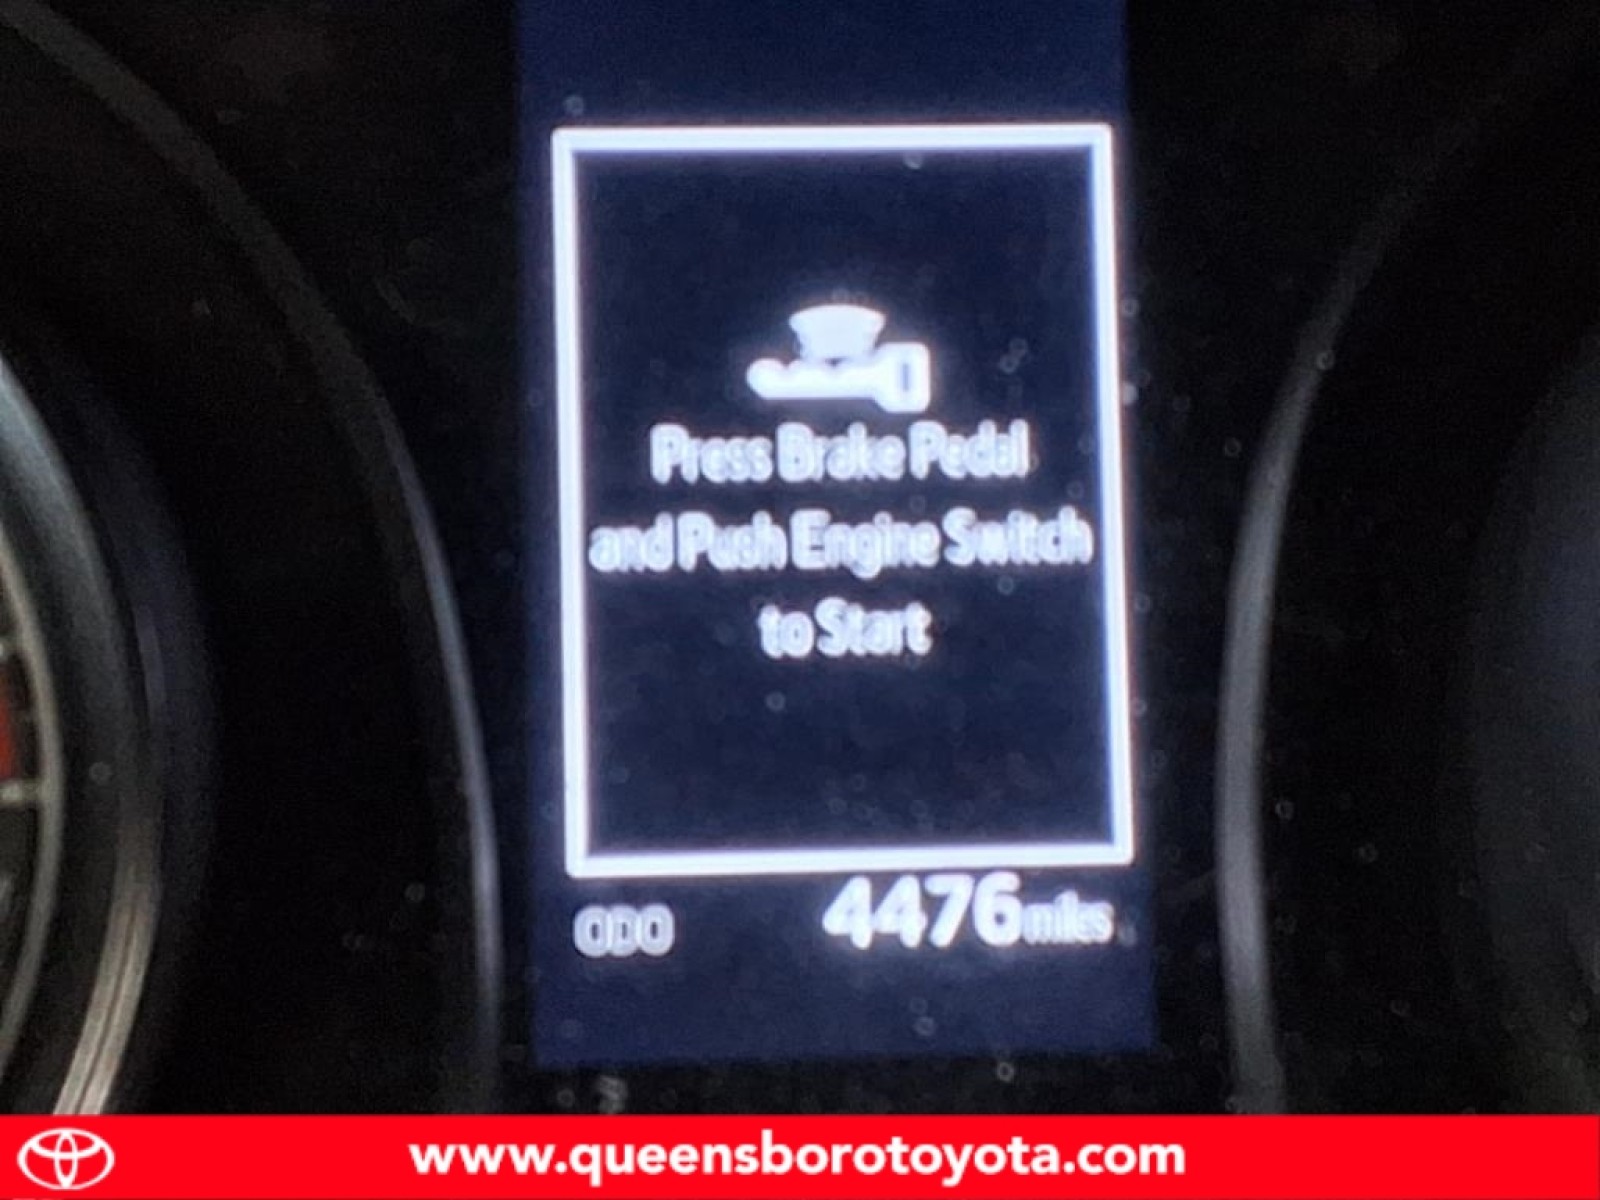 Press Brake Pedal
and Push Engine Switch
to Start
ODO 4476 miles
www.queensborotoyota.com